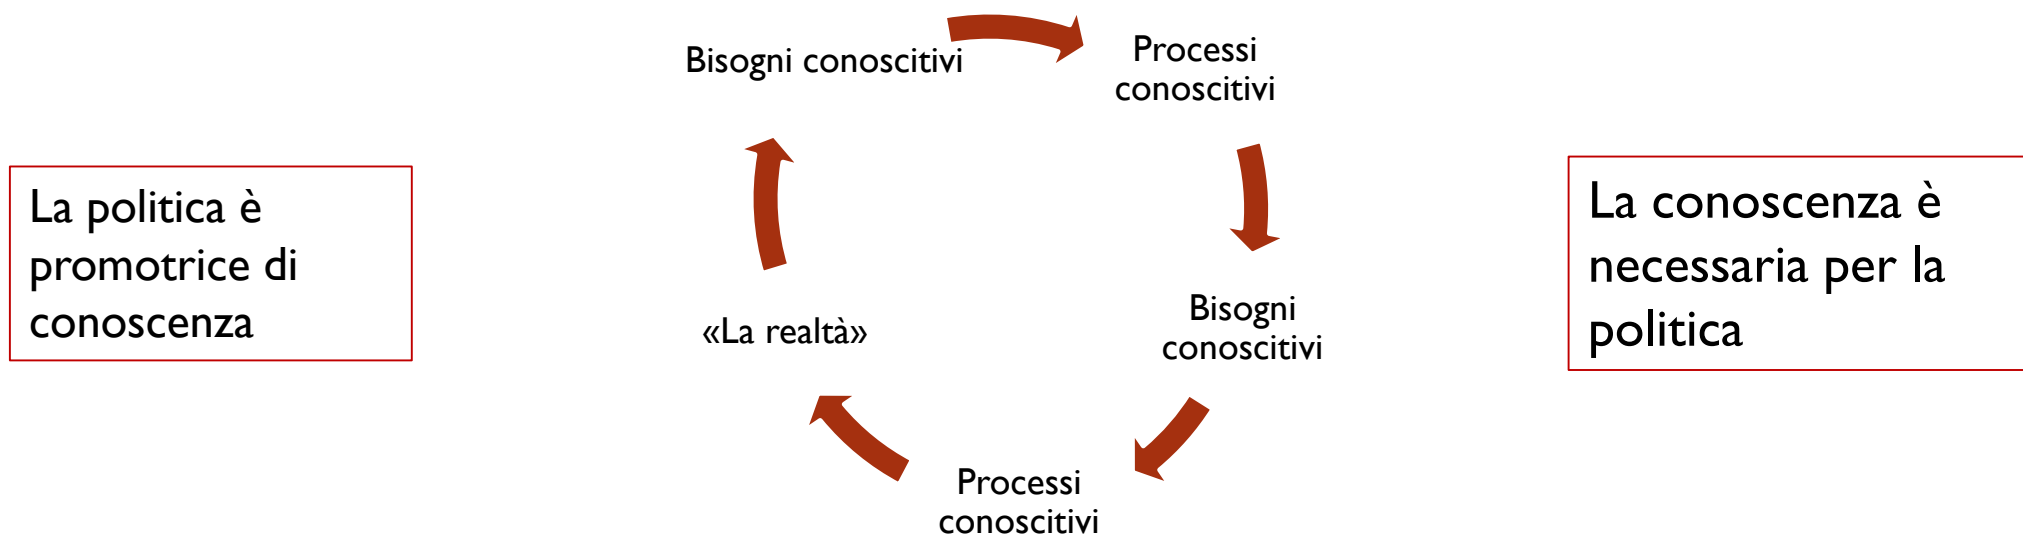 Bisogni conoscitivi
Processi
conoscitivi
La politica è
promotrice di
conoscenza
«La realtà»
Bisogni
conoscitivi
La conoscenza è
necessaria per la
politica
Processi
conoscitivi